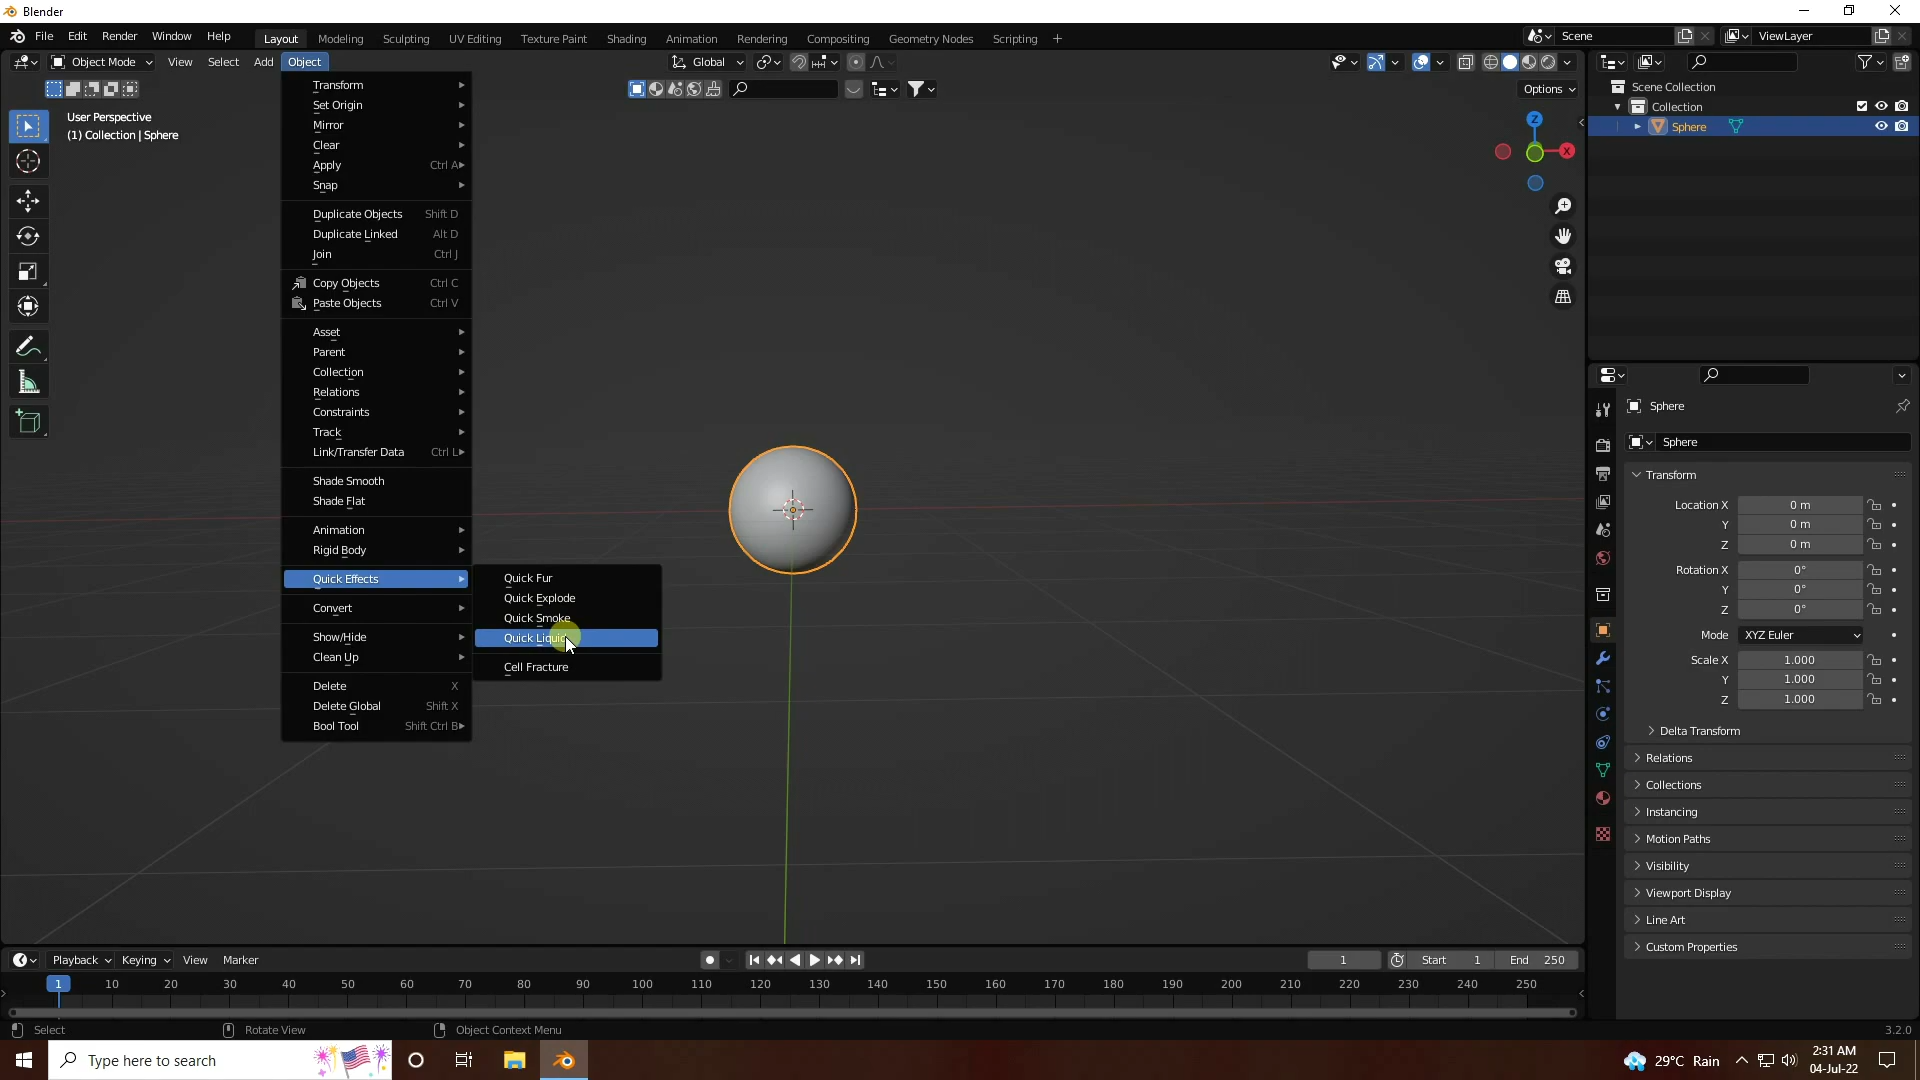 Blender
File Edit Render Window Help Layout Modeling Sculpting UV Editing Texture Paint Shading Animation Rendering Compositing Geometry Nodes Scripting + Scene ViewLayer
Object Mode View Select Add Object Global
Options
User Perspective
(1) Collection | Sphere
Transform
Set Origin
Mirror
Clear
Apply Ctrl A
Snap
Duplicate Objects Shift D
Duplicate Linked Alt D
Join Ctrl J
Copy Objects Ctrl C
Paste Objects Ctrl V
Asset
Parent
Collection
Relations
Constraints
Track
Link/Transfer Data Ctrl L
Shade Smooth
Shade Flat
Animation
Rigid Body
Quick Effects
Convert
Show/Hide
Clean Up
Delete X
Delete Global Shift X
Bool Tool Shift Ctrl B
Quick Fur
Quick Explode
Quick Smoke
Quick Liquid
Cell Fracture
Z
X
Scene Collection
Collection
Sphere
Sphere
Sphere
Transform
Location X 0 m
Y 0 m
Z 0 m
Rotation X 0°
Y 0°
Z 0°
Mode XYZ Euler
Scale X 1.000
Y 1.000
Z 1.000
Delta Transform
Relations
Collections
Instancing
Motion Paths
Visibility
Viewport Display
Line Art
Custom Properties
Playback Keying View Marker 1 Start 1 End 250
1 10 20 30 40 50 60 70 80 90 100 110 120 130 140 150 160 170 180 190 200 210 220 230 240 250
Select Rotate View Object Context Menu 3.2.0
Type here to search 29°C Rain 2:31 AM
04-Jul-22